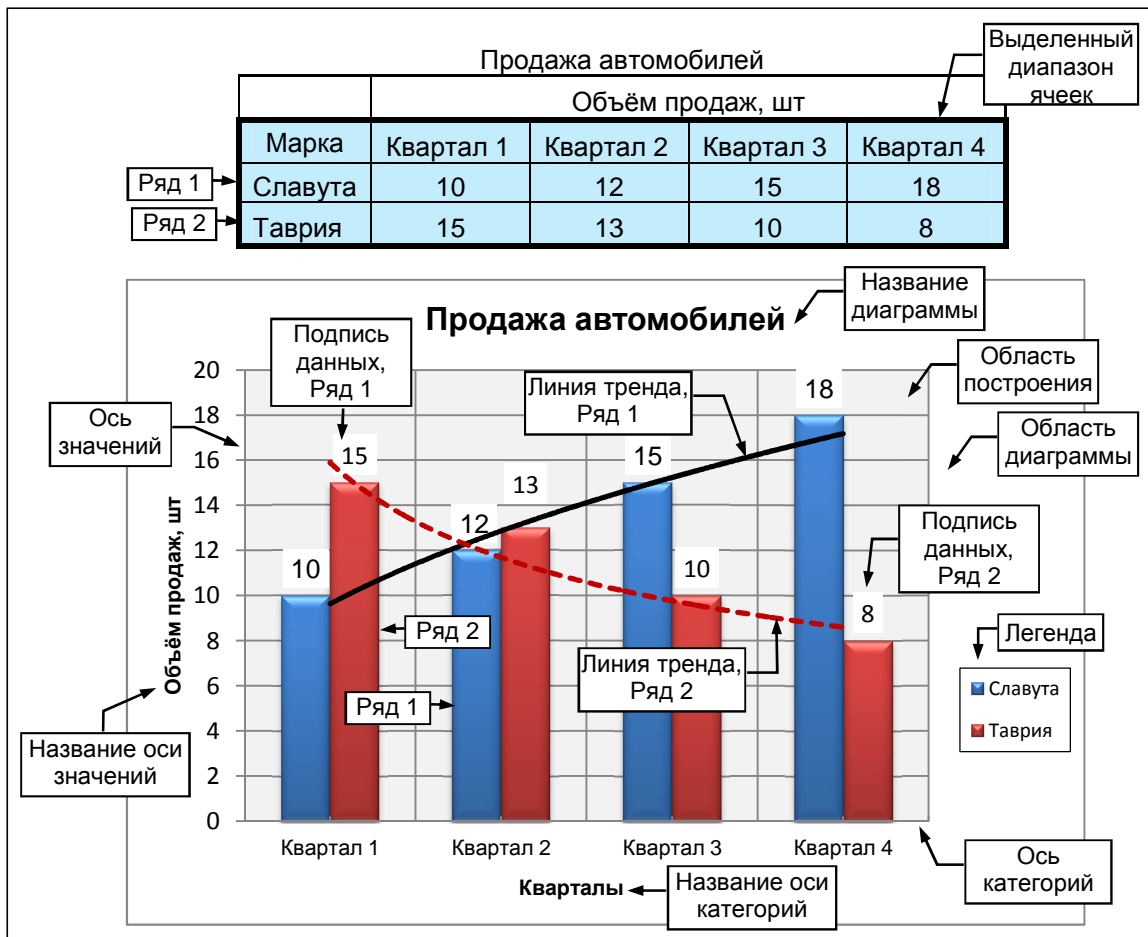 Продажа автомобилей
Выделенный
диапазон
ячеек
Объём продаж, шт
Марка Квартал 1 Квартал 2 Квартал 3 Квартал 4
Ряд 1
Славута 10 12 15 18
Ряд 2
Таврия 15 13 10 8
Название
диаграммы
Продажа автомобилей
Подпись
данных,
Ряд 1
Линия тренда,
Ряд 1
Область
построения
Ось
значений
Область
диаграммы
Подпись
данных,
Ряд 2
20
18
16
14
12
10
8
6
4
2
0
10
15
12
13
15
10
18
8
Объём продаж, шт
Ряд 2
Ряд 1
Линия тренда,
Ряд 2
Легенда
Славута
Таврия
Название оси
значений
Квартал 1 Квартал 2 Квартал 3 Квартал 4
Кварталы
Название оси
категорий
Ось
категорий